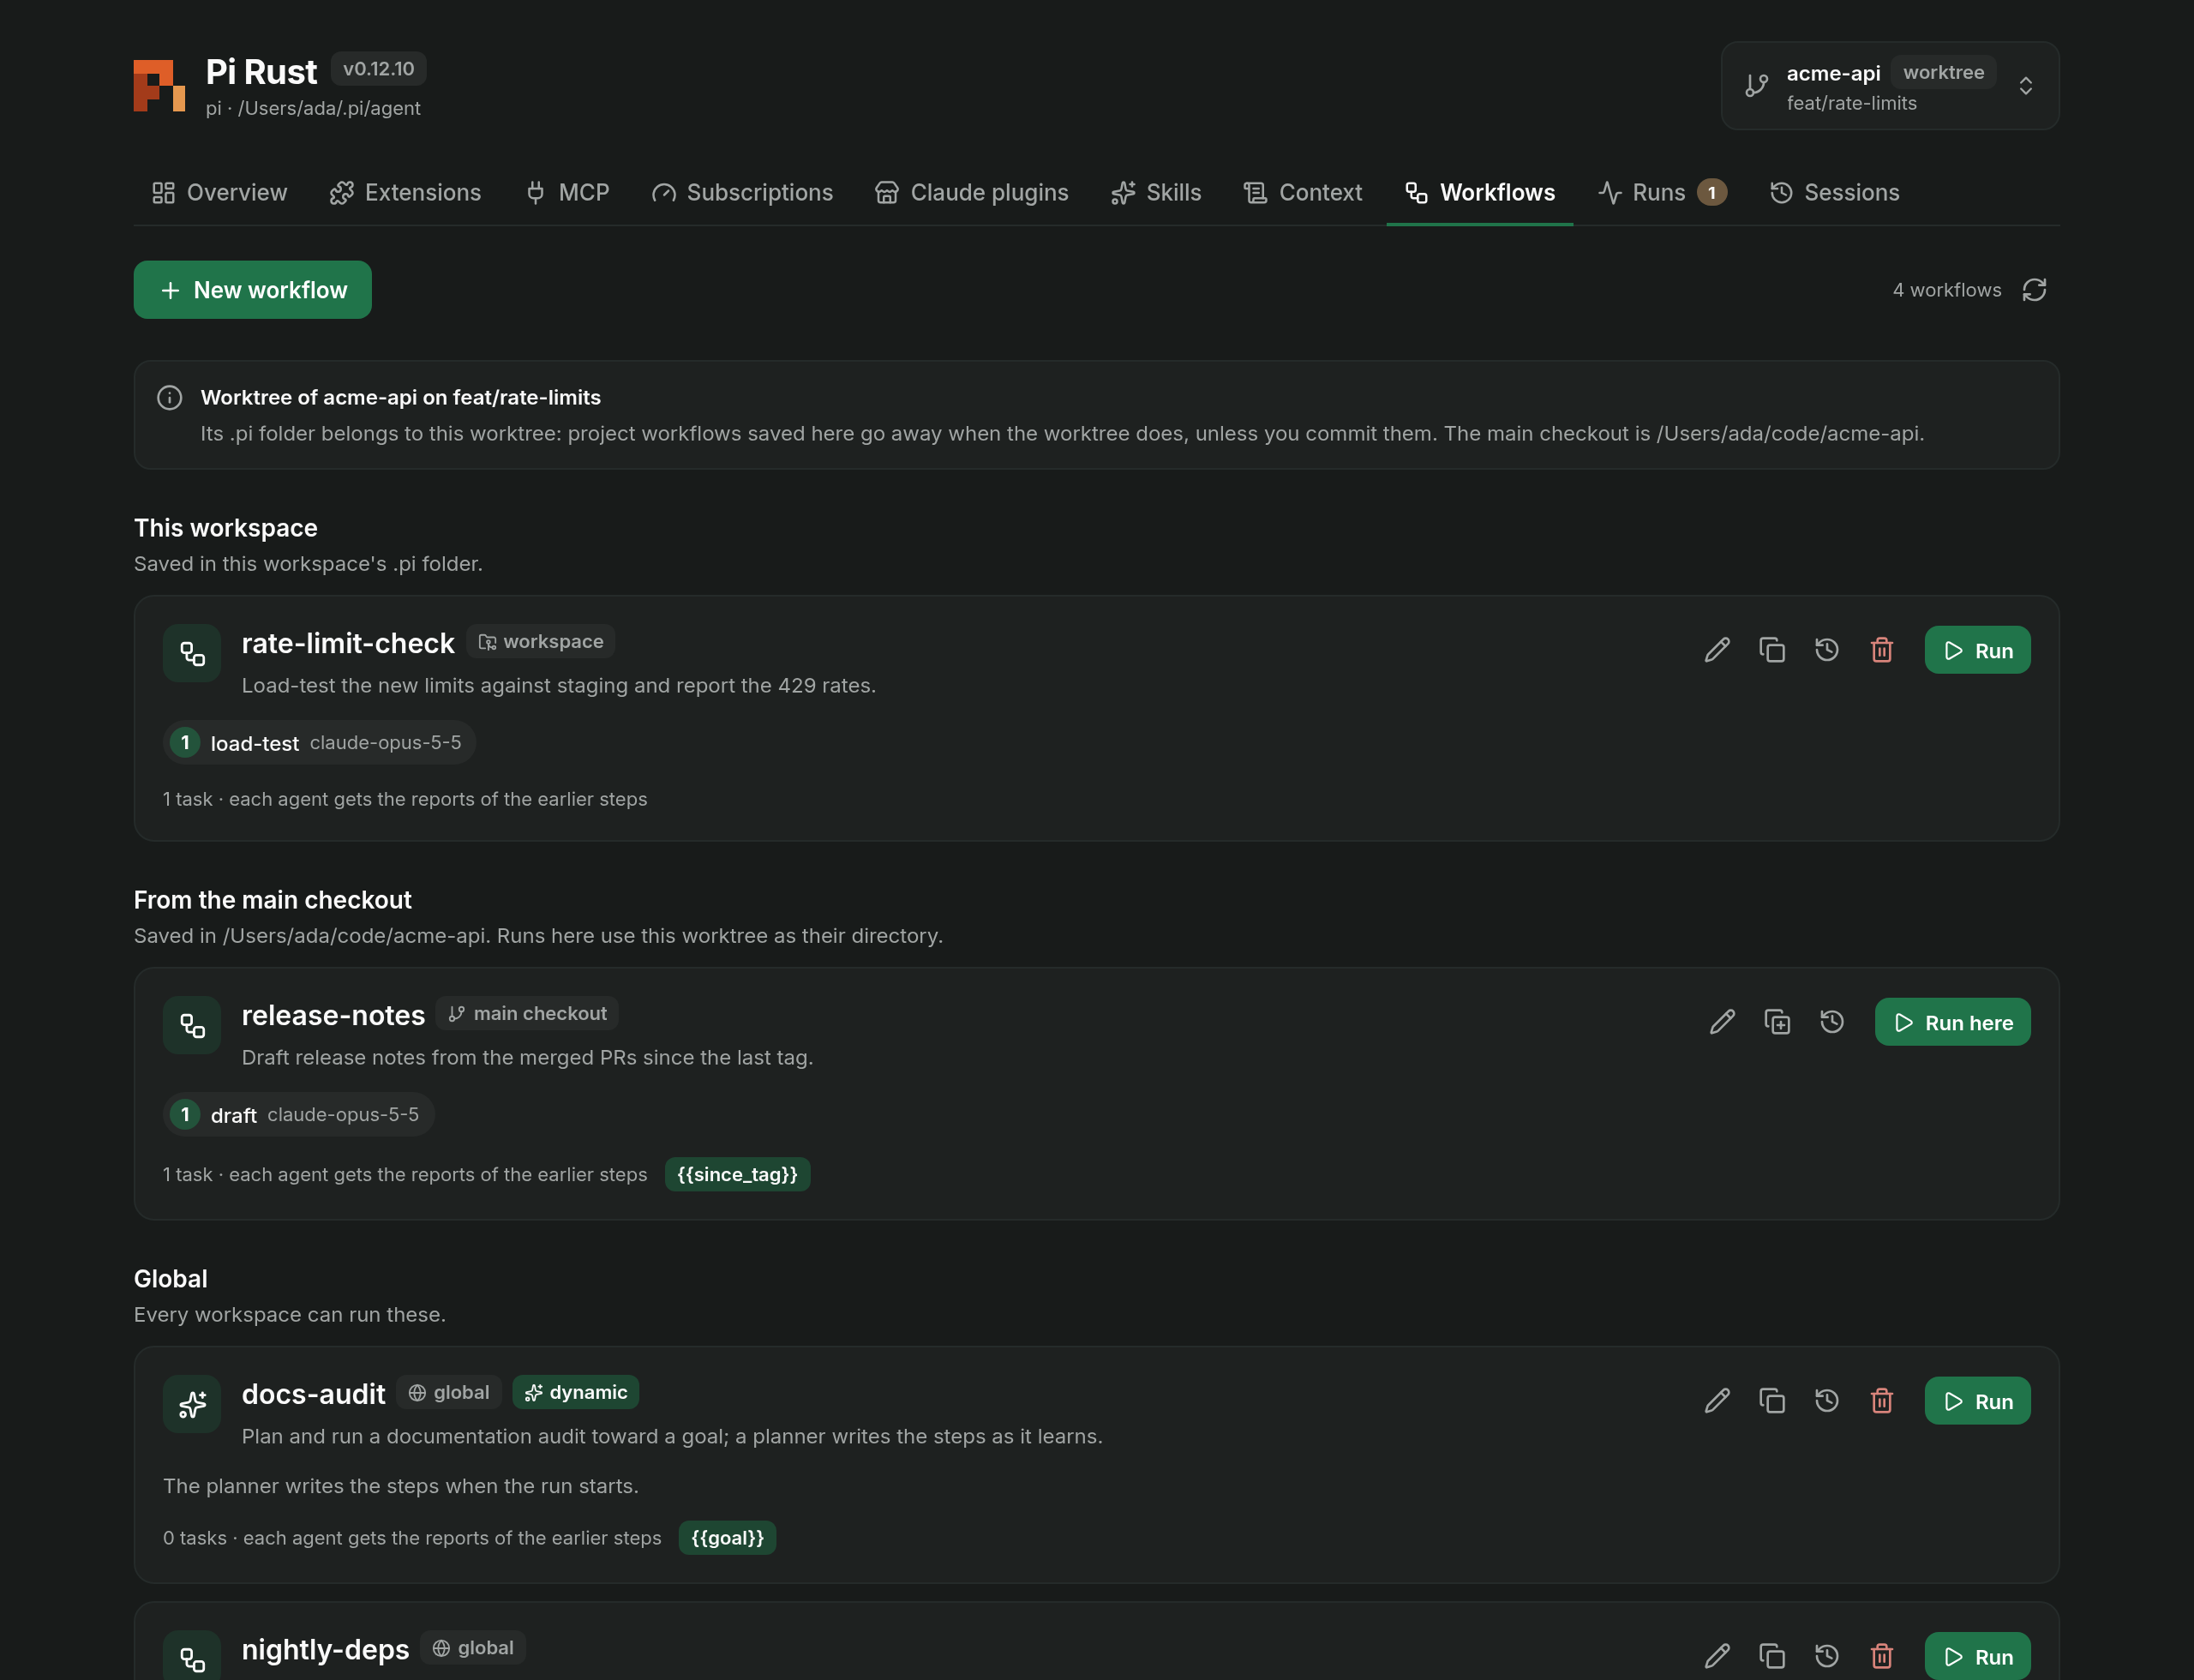 Pi Rust v0.12.10
pi · /Users/ada/.pi/agent
acme-api worktree
feat/rate-limits
Overview Extensions MCP Subscriptions Claude plugins Skills Context Workflows Runs 1 Sessions
New workflow
4 workflows
Worktree of acme-api on feat/rate-limits
Its .pi folder belongs to this worktree: project workflows saved here go away when the worktree does, unless you commit them. The main checkout is /Users/ada/code/acme-api.
This workspace
Saved in this workspace's .pi folder.
rate-limit-check workspace
Run
Load-test the new limits against staging and report the 429 rates.
1 load-test claude-opus-5-5
1 task · each agent gets the reports of the earlier steps
From the main checkout
Saved in /Users/ada/code/acme-api. Runs here use this worktree as their directory.
release-notes main checkout
Run here
Draft release notes from the merged PRs since the last tag.
1 draft claude-opus-5-5
1 task · each agent gets the reports of the earlier steps {{since_tag}}
Global
Every workspace can run these.
docs-audit global dynamic
Run
Plan and run a documentation audit toward a goal; a planner writes the steps as it learns.
The planner writes the steps when the run starts.
0 tasks · each agent gets the reports of the earlier steps {{goal}}
nightly-deps global
Run